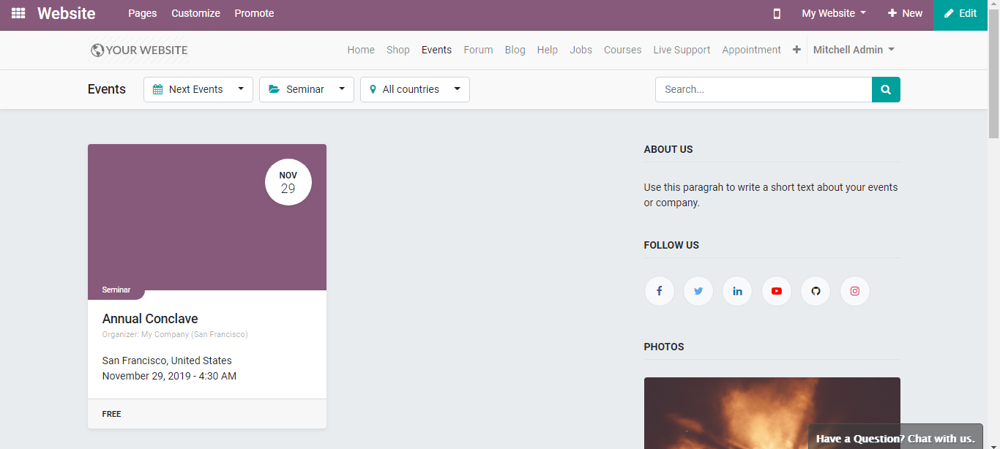 Website Pages Customize Promote My Website New Edit
YOUR WEBSITE Home Shop Events Forum Blog Help Jobs Courses Live Support Appointment Mitchell Admin
Events Next Events Seminar All countries Search...
NOV
29
Seminar
Annual Conclave
Organizer: My Company (San Francisco)
San Francisco, United States
November 29, 2019 - 4:30 AM
FREE
ABOUT US
Use this paragrah to write a short text about your events
or company.
FOLLOW US
PHOTOS
Have a Question? Chat with us.